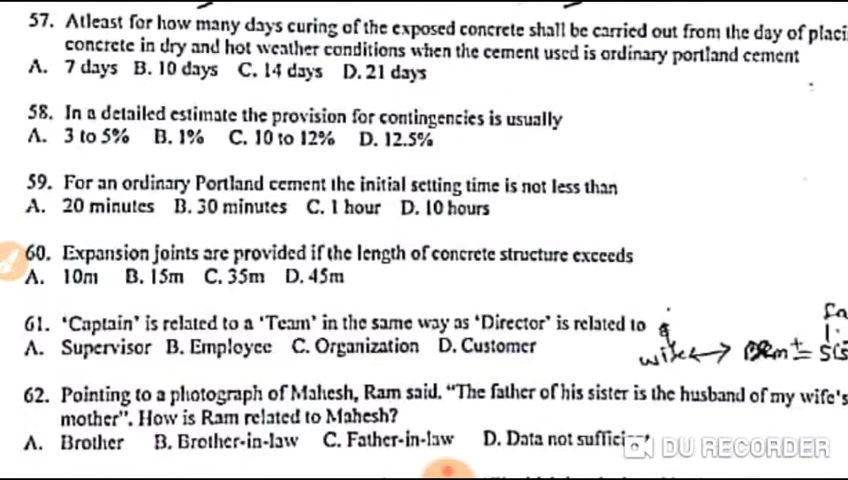 57. Atleast for how many days curing of the exposed concrete shall be carried out from the day of placi
concrete in dry and hot weather conditions when the cement used is ordinary portland cement
A. 7 days B. 10 days C. 14 days D. 21 days
58. In a detailed estimate the provision for contingencies is usually
A. 3 to 5% B. 1% C. 10 to 12% D. 12.5%
59. For an ordinary Portland cement the initial setting time is not less than
A. 20 minutes B. 30 minutes C. 1 hour D. 10 hours
60. Expansion joints are provided if the length of concrete structure exceeds
A. 10m B. 15m C. 35m D. 45m
61. 'Captain' is related to a 'Team' in the same way as 'Director' is related to
A. Supervisor B. Employee C. Organization D. Customer
wife
62. Pointing to a photograph of Mahesh, Ram said. "The father of his sister is the husband of my wife's
mother". How is Ram related to Mahesh?
A. Brother B. Brother-in-law C. Father-in-law D. Data not suffici
DU RECORDER